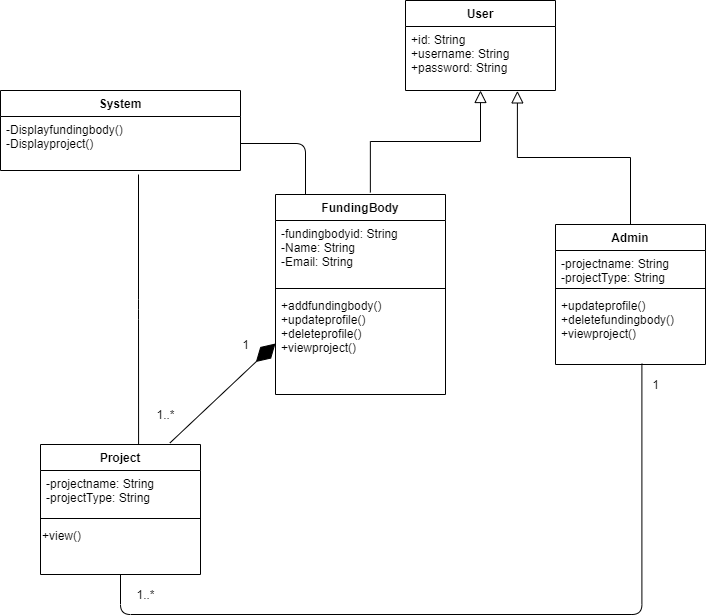 User
+id: String
+username: String
+password: String
System
-Displayfundingbody()
-Displayproject()
FundingBody
-fundingbodyid: String
-Name: String
-Email: String
+addfundingbody()
+updateprofile()
+deleteprofile()
+viewproject()
Admin
-projectname: String
-projectType: String
+updateprofile()
+deletefundingbody()
+viewproject()
1
1..*
1
Project
-projectname: String
-projectType: String
+view()
1..*